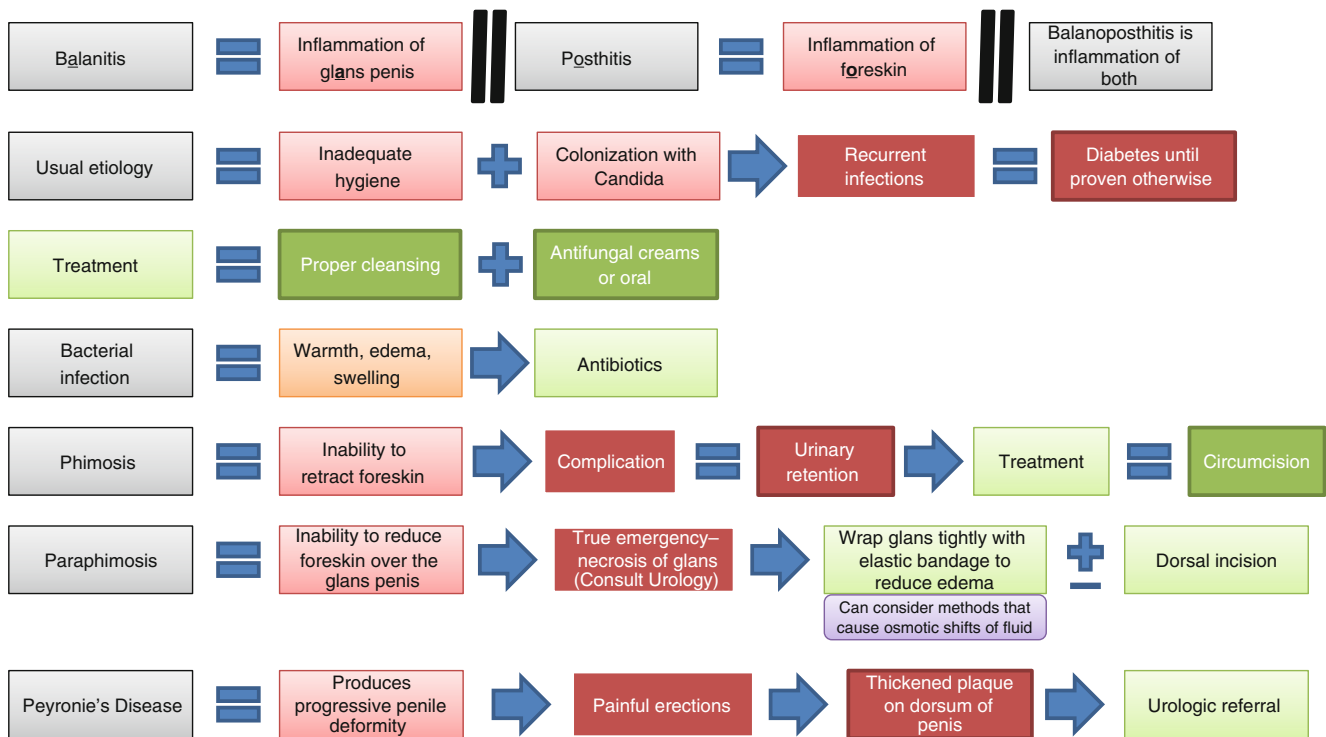 Balanitis
Inflammation of
glans penis
Posthitis
Inflammation of
foreskin
Balanoposthitis is
inflammation of
both
Usual etiology
Inadequate
hygiene
Colonization with
Candida
Recurrent
infections
Diabetes until
proven otherwise
Treatment
Proper cleansing
Antifungal creams
or oral
Bacterial
infection
Warmth, edema,
swelling
Antibiotics
Phimosis
Inability to
retract foreskin
Complication
Urinary
retention
Treatment
Circumcision
Paraphimosis
Inability to reduce
foreskin over the
glans penis
True emergency–
necrosis of glans
(Consult Urology)
Wrap glans tightly with
elastic bandage to
reduce edema
Can consider methods that
cause osmotic shifts of fluid
Dorsal incision
Peyronie's Disease
Produces
progressive penile
deformity
Painful erections
Thickened plaque
on dorsum of
penis
Urologic referral